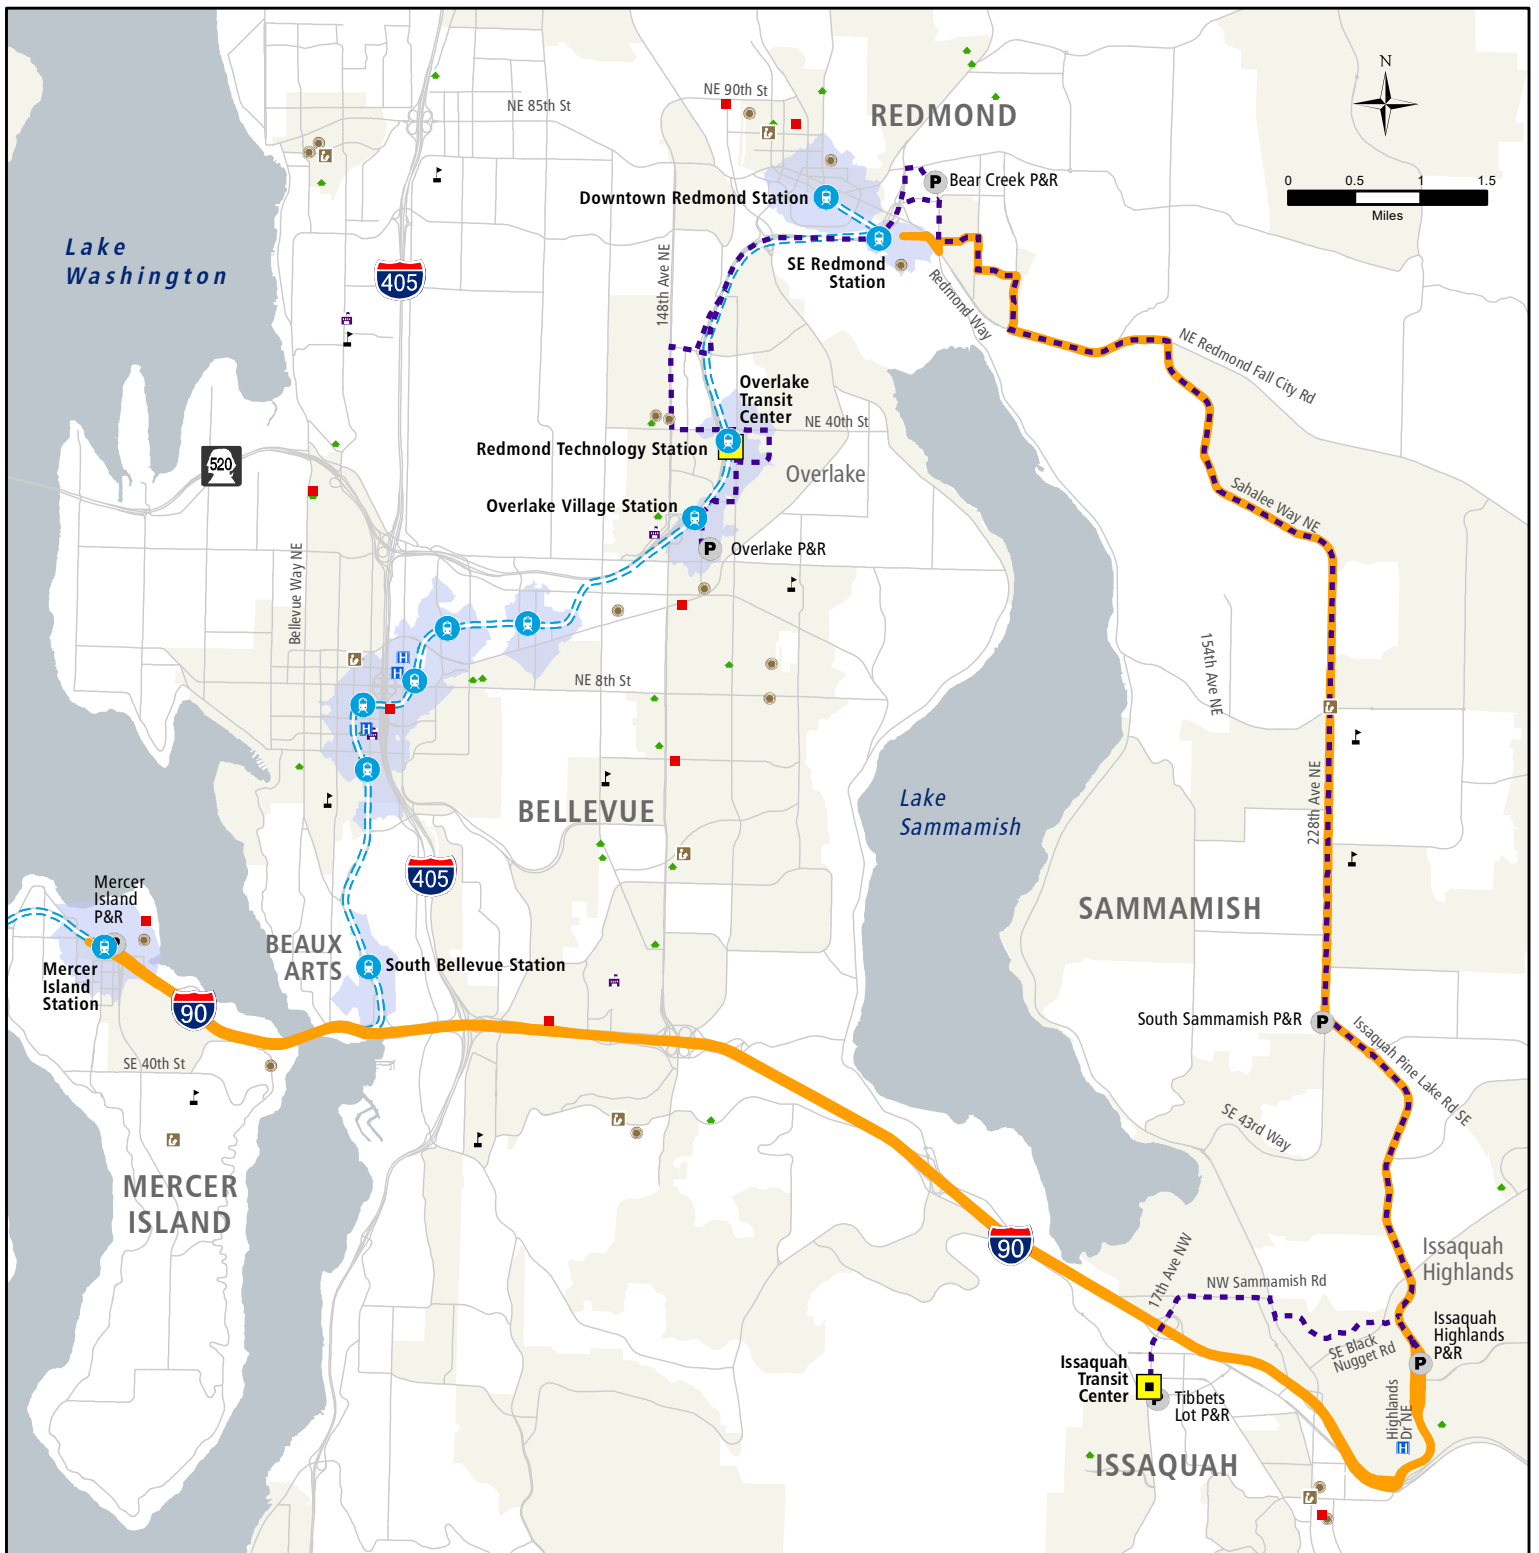 NE 90th St
NE 85th St
REDMOND
N
0 0.5 1 1.5
Miles
P Bear Creek P&R
Downtown Redmond Station
SE Redmond
Station
Redmond Way
Lake
Washington
405
148th Ave NE
NE Redmond Fall City Rd
Overlake
Transit
Center
NE 40th St
Redmond Technology Station
Overlake
520
Overlake Village Station
P Overlake P&R
Sahalee Way NE
Bellevue Way NE
H
H
NE 8th St
H
154th Ave NE
228th Ave NE
BELLEVUE
Lake
Sammamish
405
SAMMAMISH
Mercer
Island
P&R
BEAUX
ARTS
South Bellevue Station
Mercer
Island
Station
90
South Sammamish P&R P
Issaquah Pine Lake Rd SE
SE 40th St
SE 43rd Way
MERCER
ISLAND
90
17th Ave NW
NW Sammamish Rd
Issaquah
Highlands
SE Black
Nugget Rd
Issaquah
Highlands
P&R
P
Issaquah
Transit
Center
P
Tibbets
Lot P&R
Highlands
Dr NE
H
ISSAQUAH